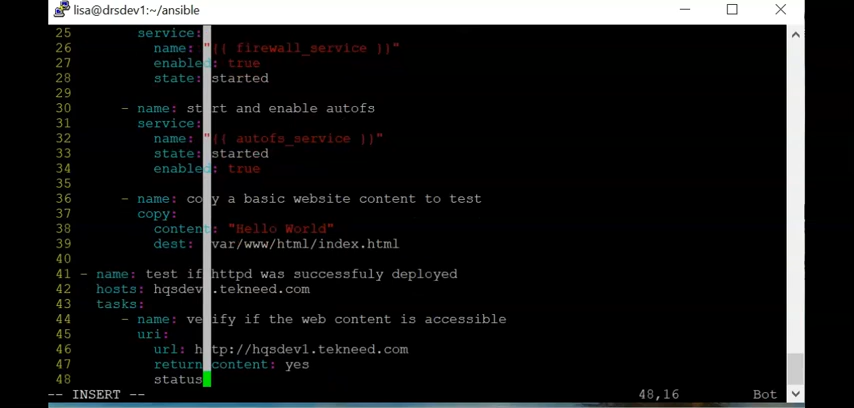 lisa@drsdev1:~/ansible
25 service:
26 name: "{{ firewall_service }}"
27 enabled: true
28 state: started
29
30 - name: start and enable autofs
31 service:
32 name: "{{ autofs_service }}"
33 state: started
34 enabled: true
35
36 - name: copy a basic website content to test
37 copy:
38 content: "Hello World"
39 dest: /var/www/html/index.html
40
41 - name: test if httpd was successfuly deployed
42 hosts: hqsdev1.tekneed.com
43 tasks:
44 - name: verify if the web content is accessible
45 uri:
46 url: http://hqsdev1.tekneed.com
47 return_content: yes
48 status
-- INSERT -- 48,16 Bot